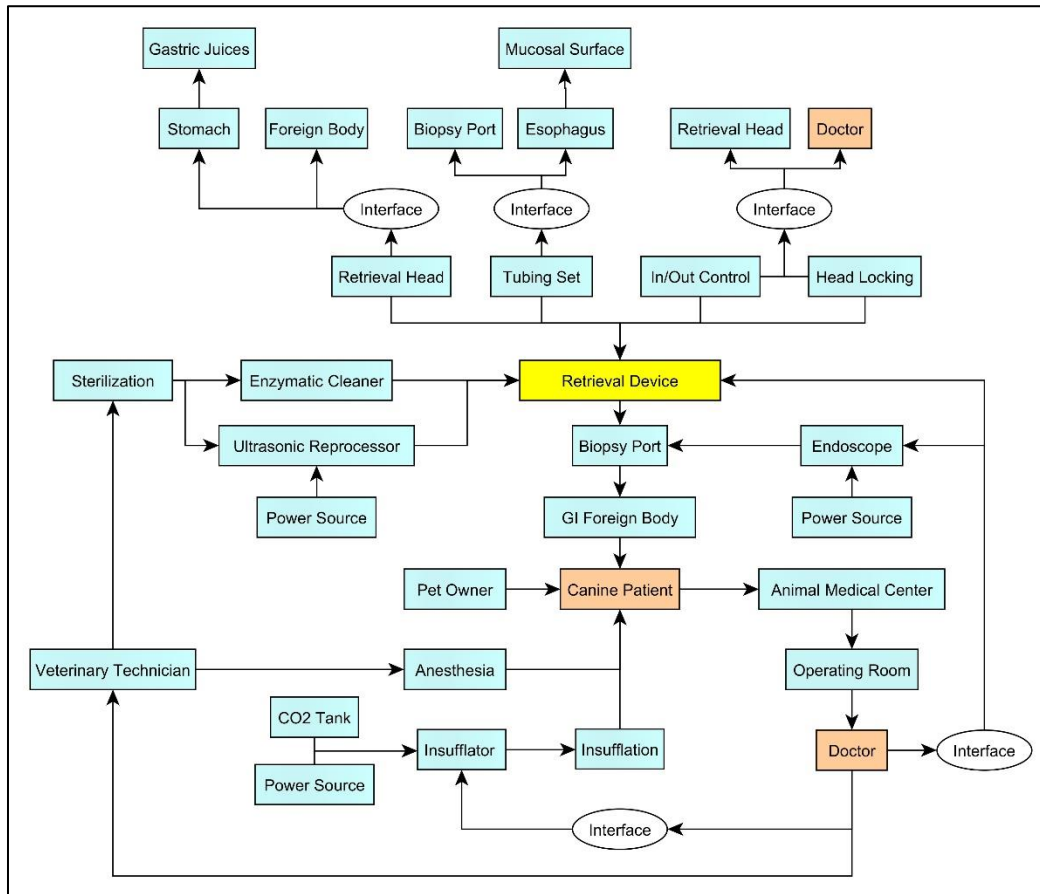 Gastric Juices
Mucosal Surface
Stomach
Foreign Body
Biopsy Port
Esophagus
Retrieval Head
Doctor
Interface
Interface
Interface
Retrieval Head
Tubing Set
In/Out Control
Head Locking
Sterilization
Enzymatic Cleaner
Retrieval Device
Ultrasonic Reprocessor
Biopsy Port
Endoscope
Power Source
GI Foreign Body
Power Source
Pet Owner
Canine Patient
Animal Medical Center
Veterinary Technician
Anesthesia
Operating Room
CO2 Tank
Insufflator
Insufflation
Doctor
Interface
Power Source
Interface